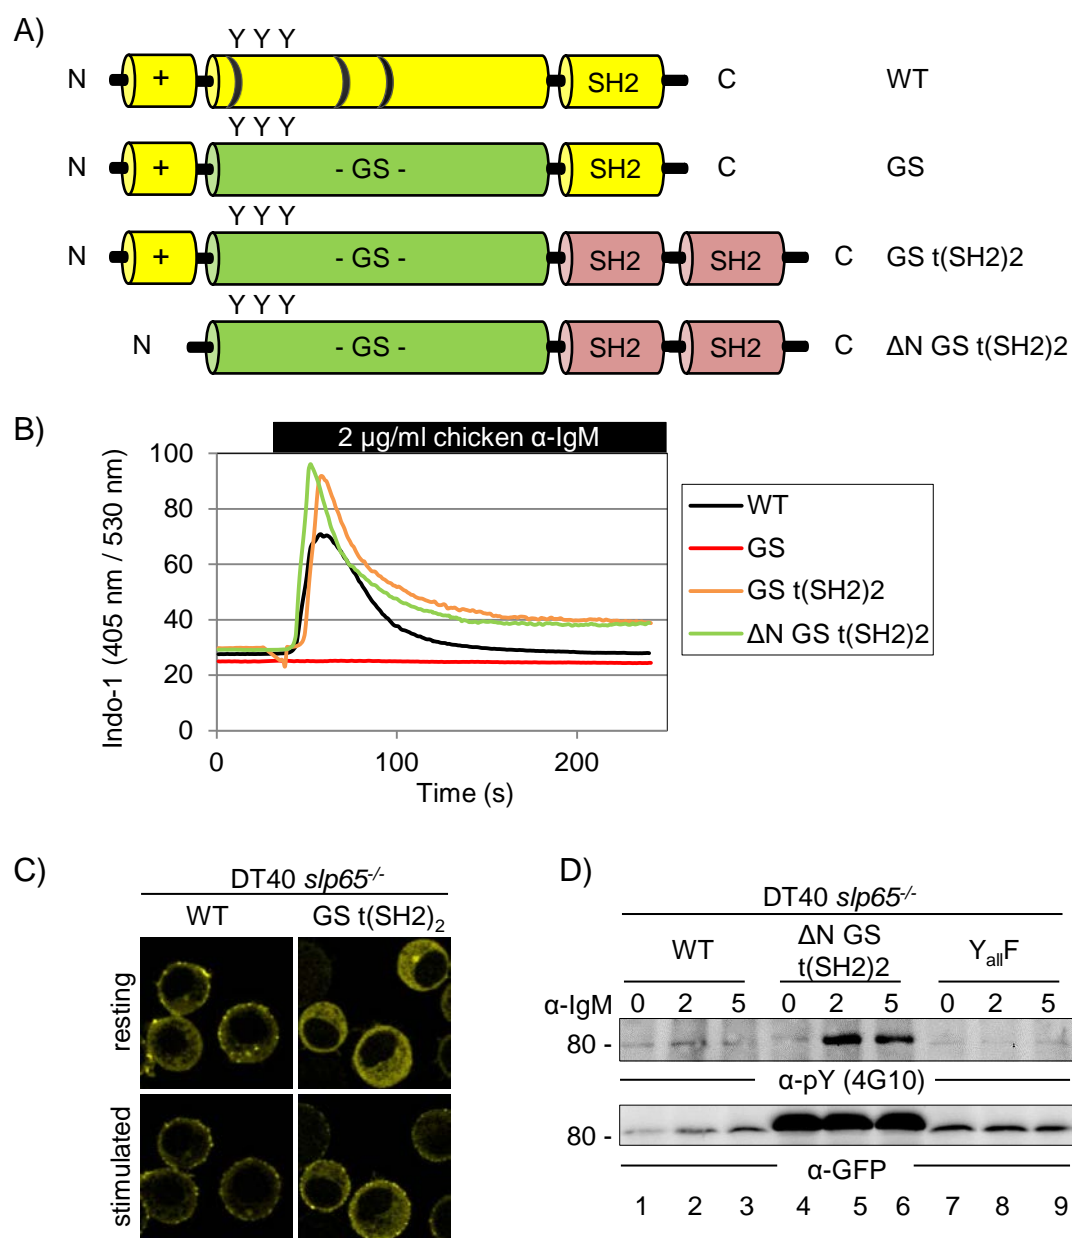 A)
Y Y Y
N + SH2 C WT
Y Y Y
N + - GS - SH2 C GS
Y Y Y
N + - GS - SH2 SH2 C GS t(SH2)2
Y Y Y
N - GS - SH2 SH2 C ΔN GS t(SH2)2
B)
2 µg/ml chicken α-IgM
Indo-1 (405 nm / 530 nm)
100
80
60
40
20
0
0 100 200
Time (s)
WT
GS
GS t(SH2)2
ΔN GS t(SH2)2
C)
DT40 slp65-/-
WT GS t(SH2)2
resting
stimulated
D)
DT40 slp65-/-
WT ΔN GS t(SH2)2 YallF
α-IgM 0 2 5 0 2 5 0 2 5
80 -
α-pY (4G10)
80 -
α-GFP
1 2 3 4 5 6 7 8 9